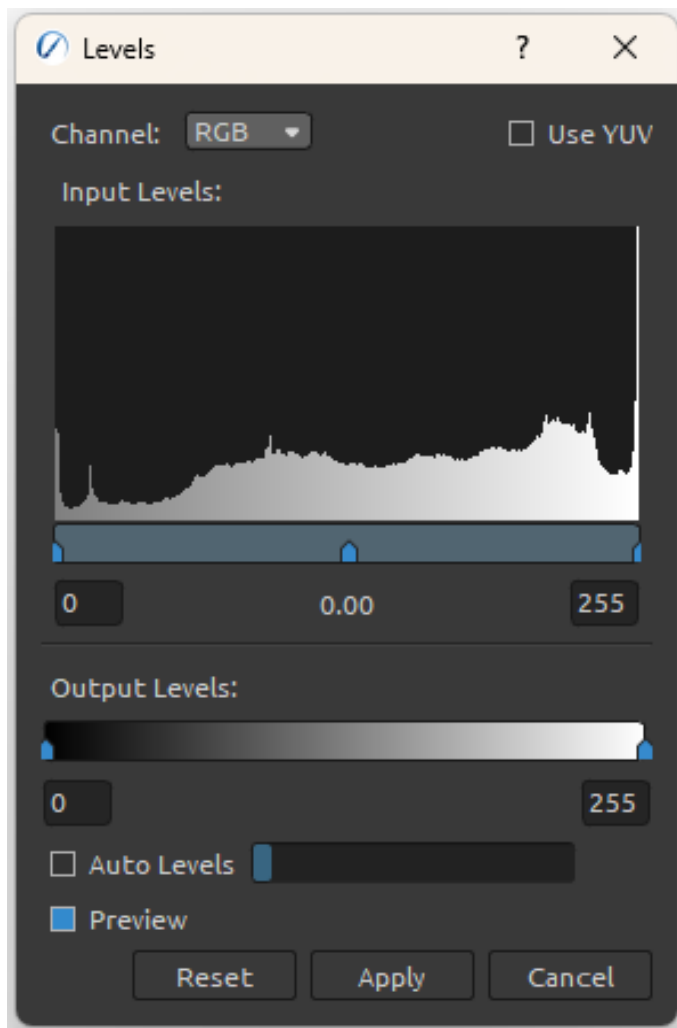 Levels ?
Channel: RGB Use YUV
Input Levels:
0 0.00 255
Output Levels:
0 255
Auto Levels
Preview
Reset Apply Cancel